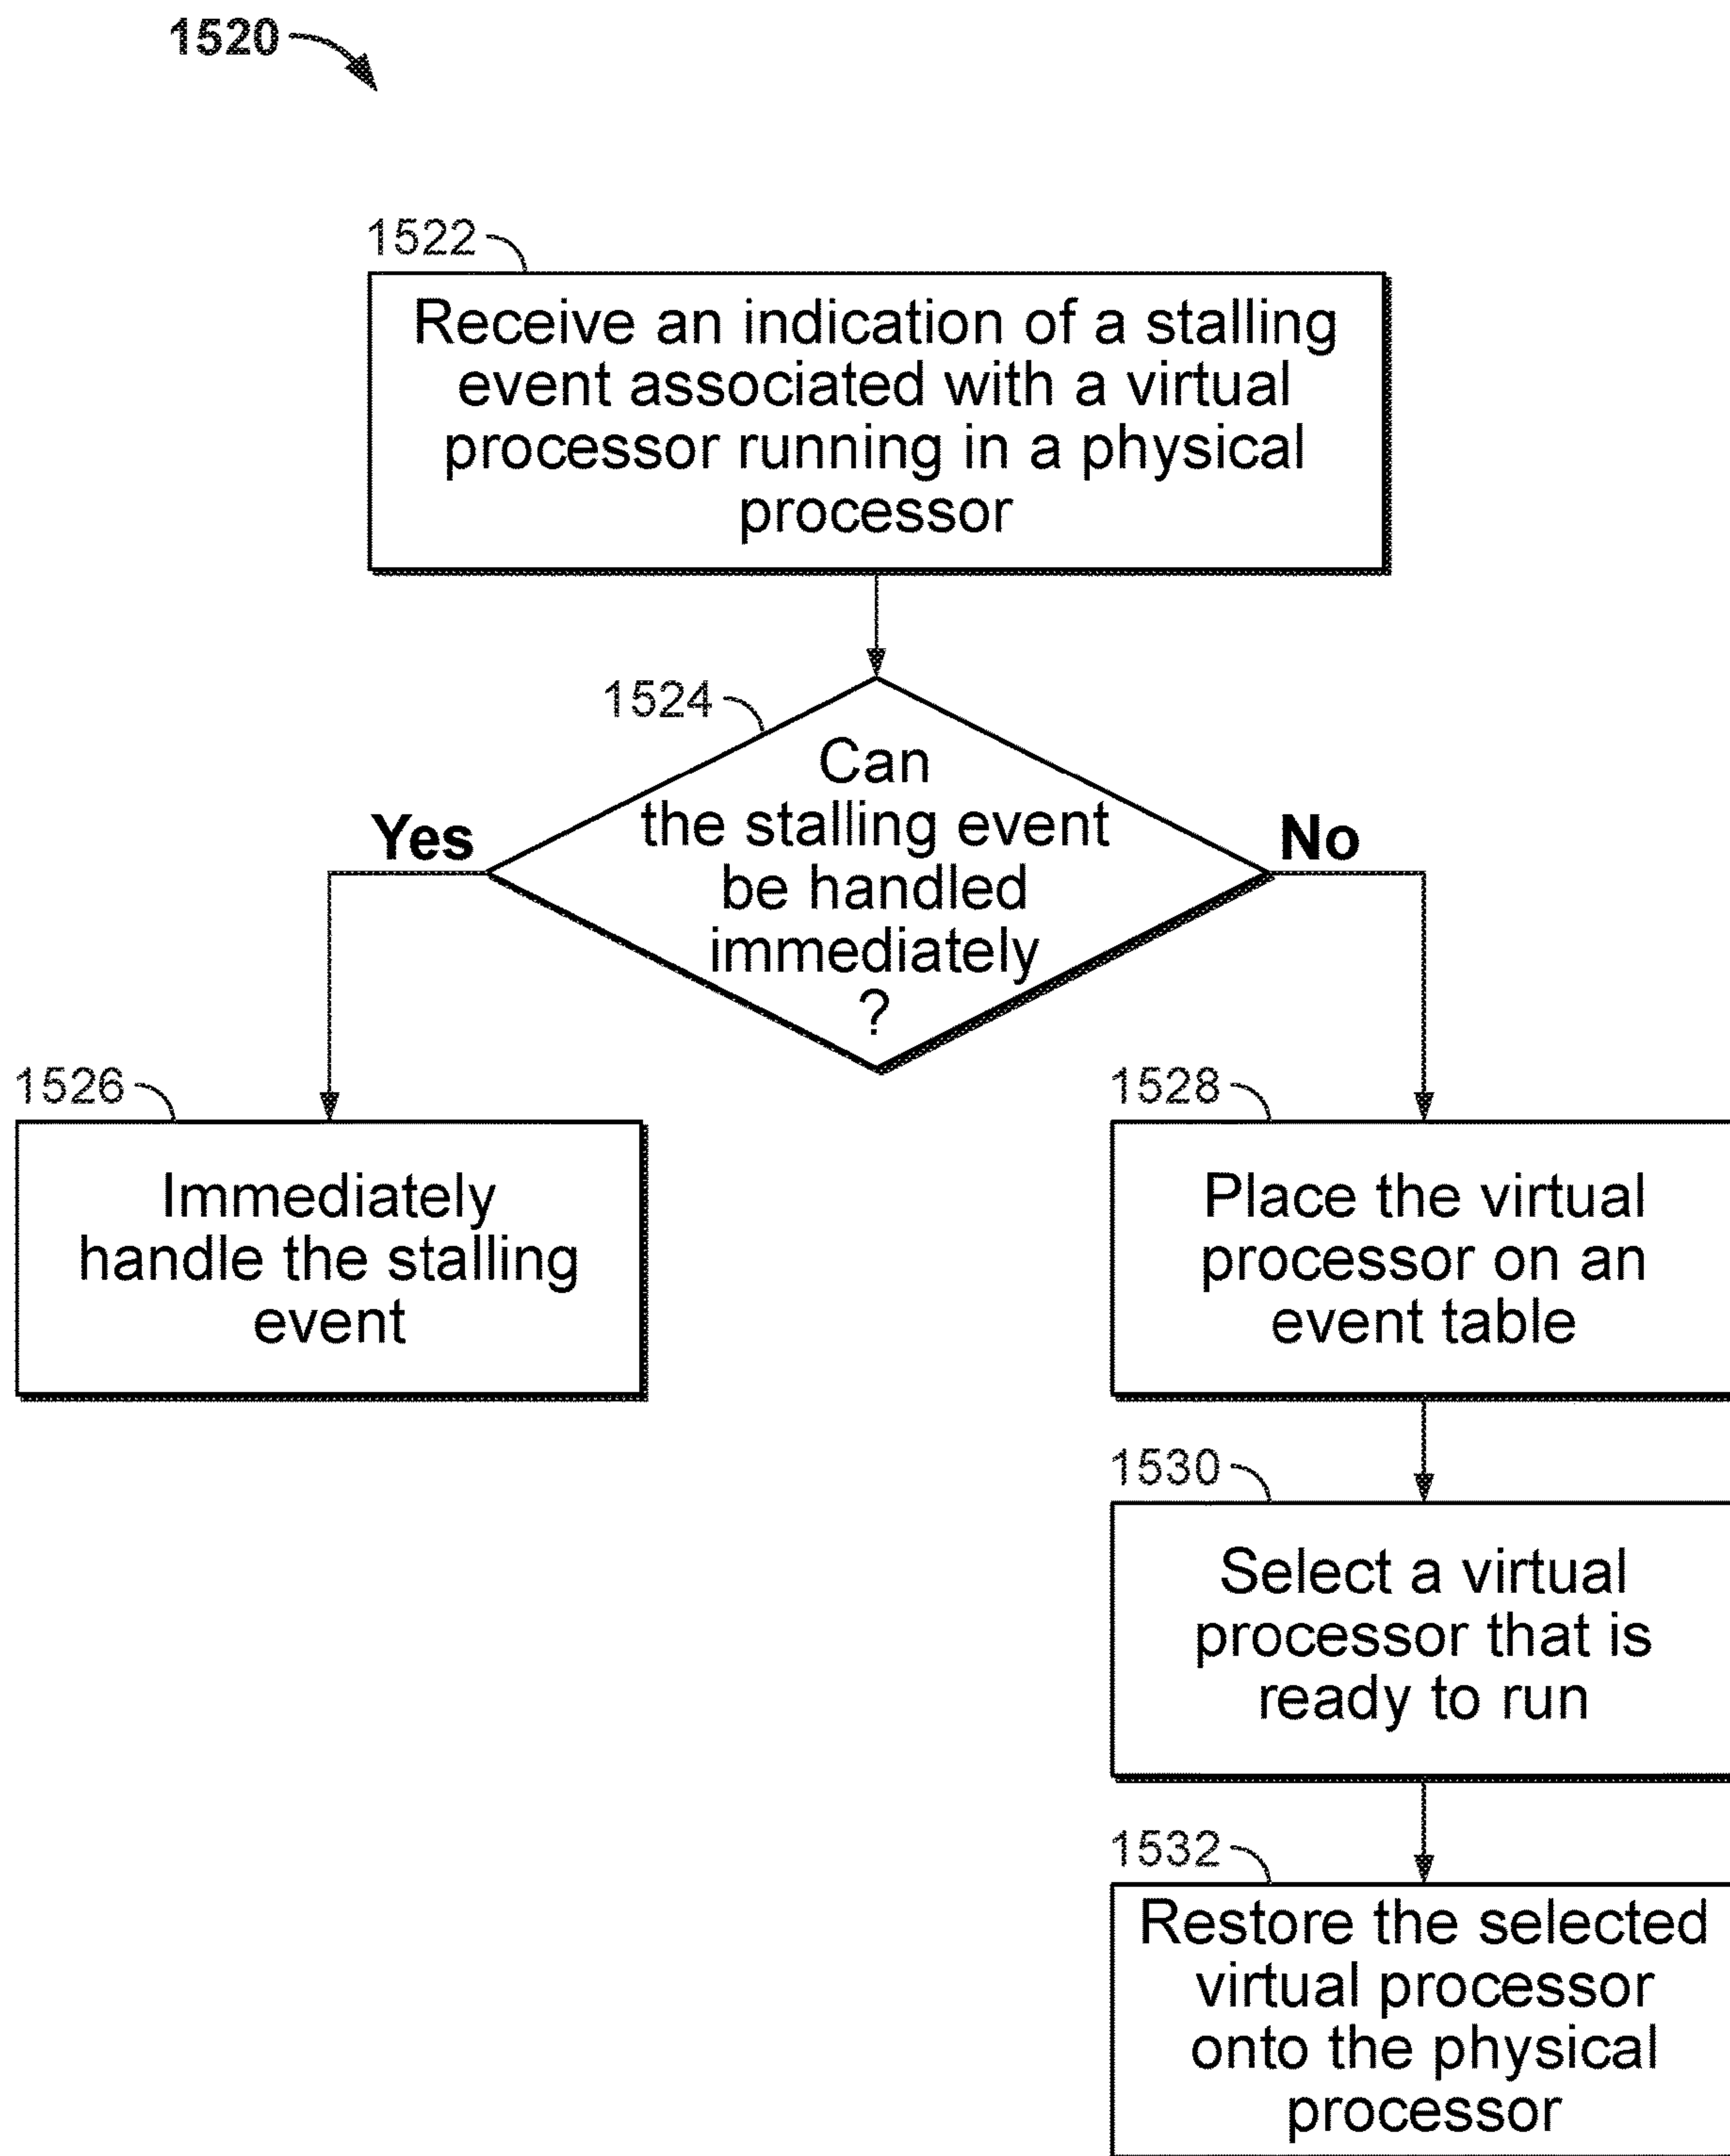 1520
1522
Receive an indication of a stalling
event associated with a virtual
processor running in a physical
processor
1524
Can
the stalling event
be handled
immediately
?
Yes
No
1526
Immediately
handle the stalling
event
1528
Place the virtual
processor on an
event table
1530
Select a virtual
processor that is
ready to run
1532
Restore the selected
virtual processor
onto the physical
processor